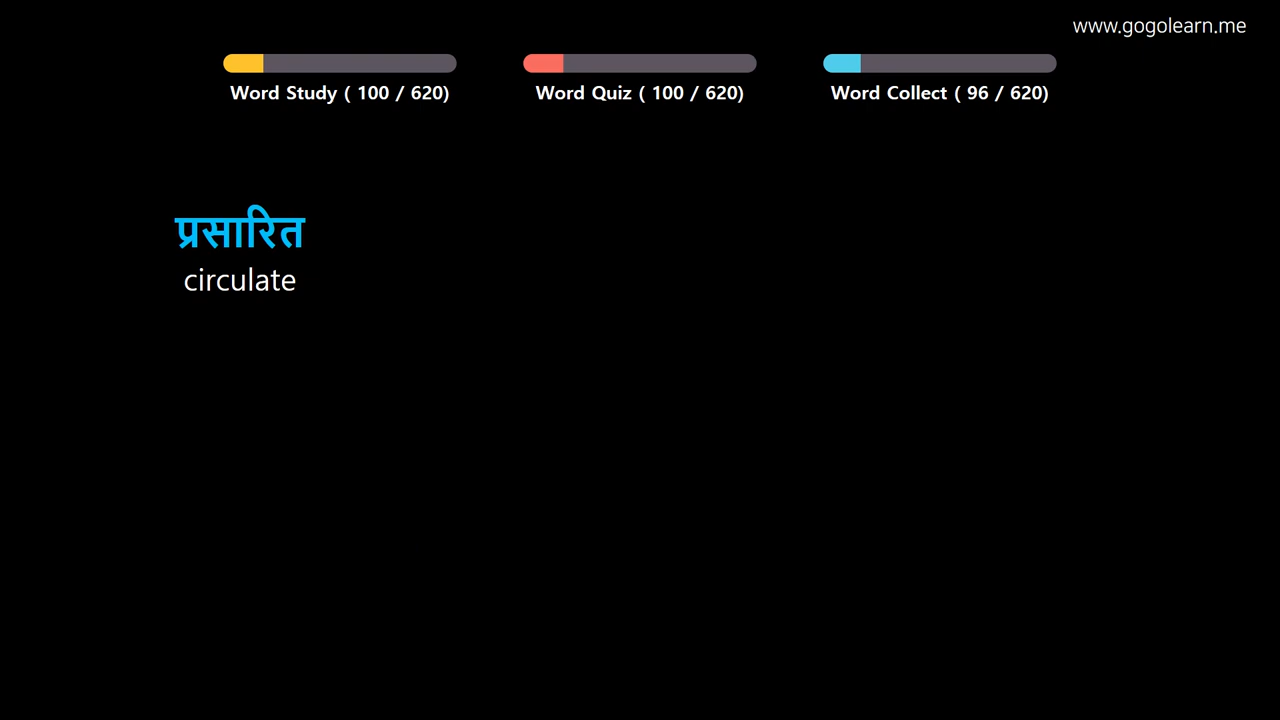 www.gogolearn.me
Word Study ( 100 / 620)
Word Quiz ( 100 / 620)
Word Collect ( 96 / 620)
प्रसारित
circulate